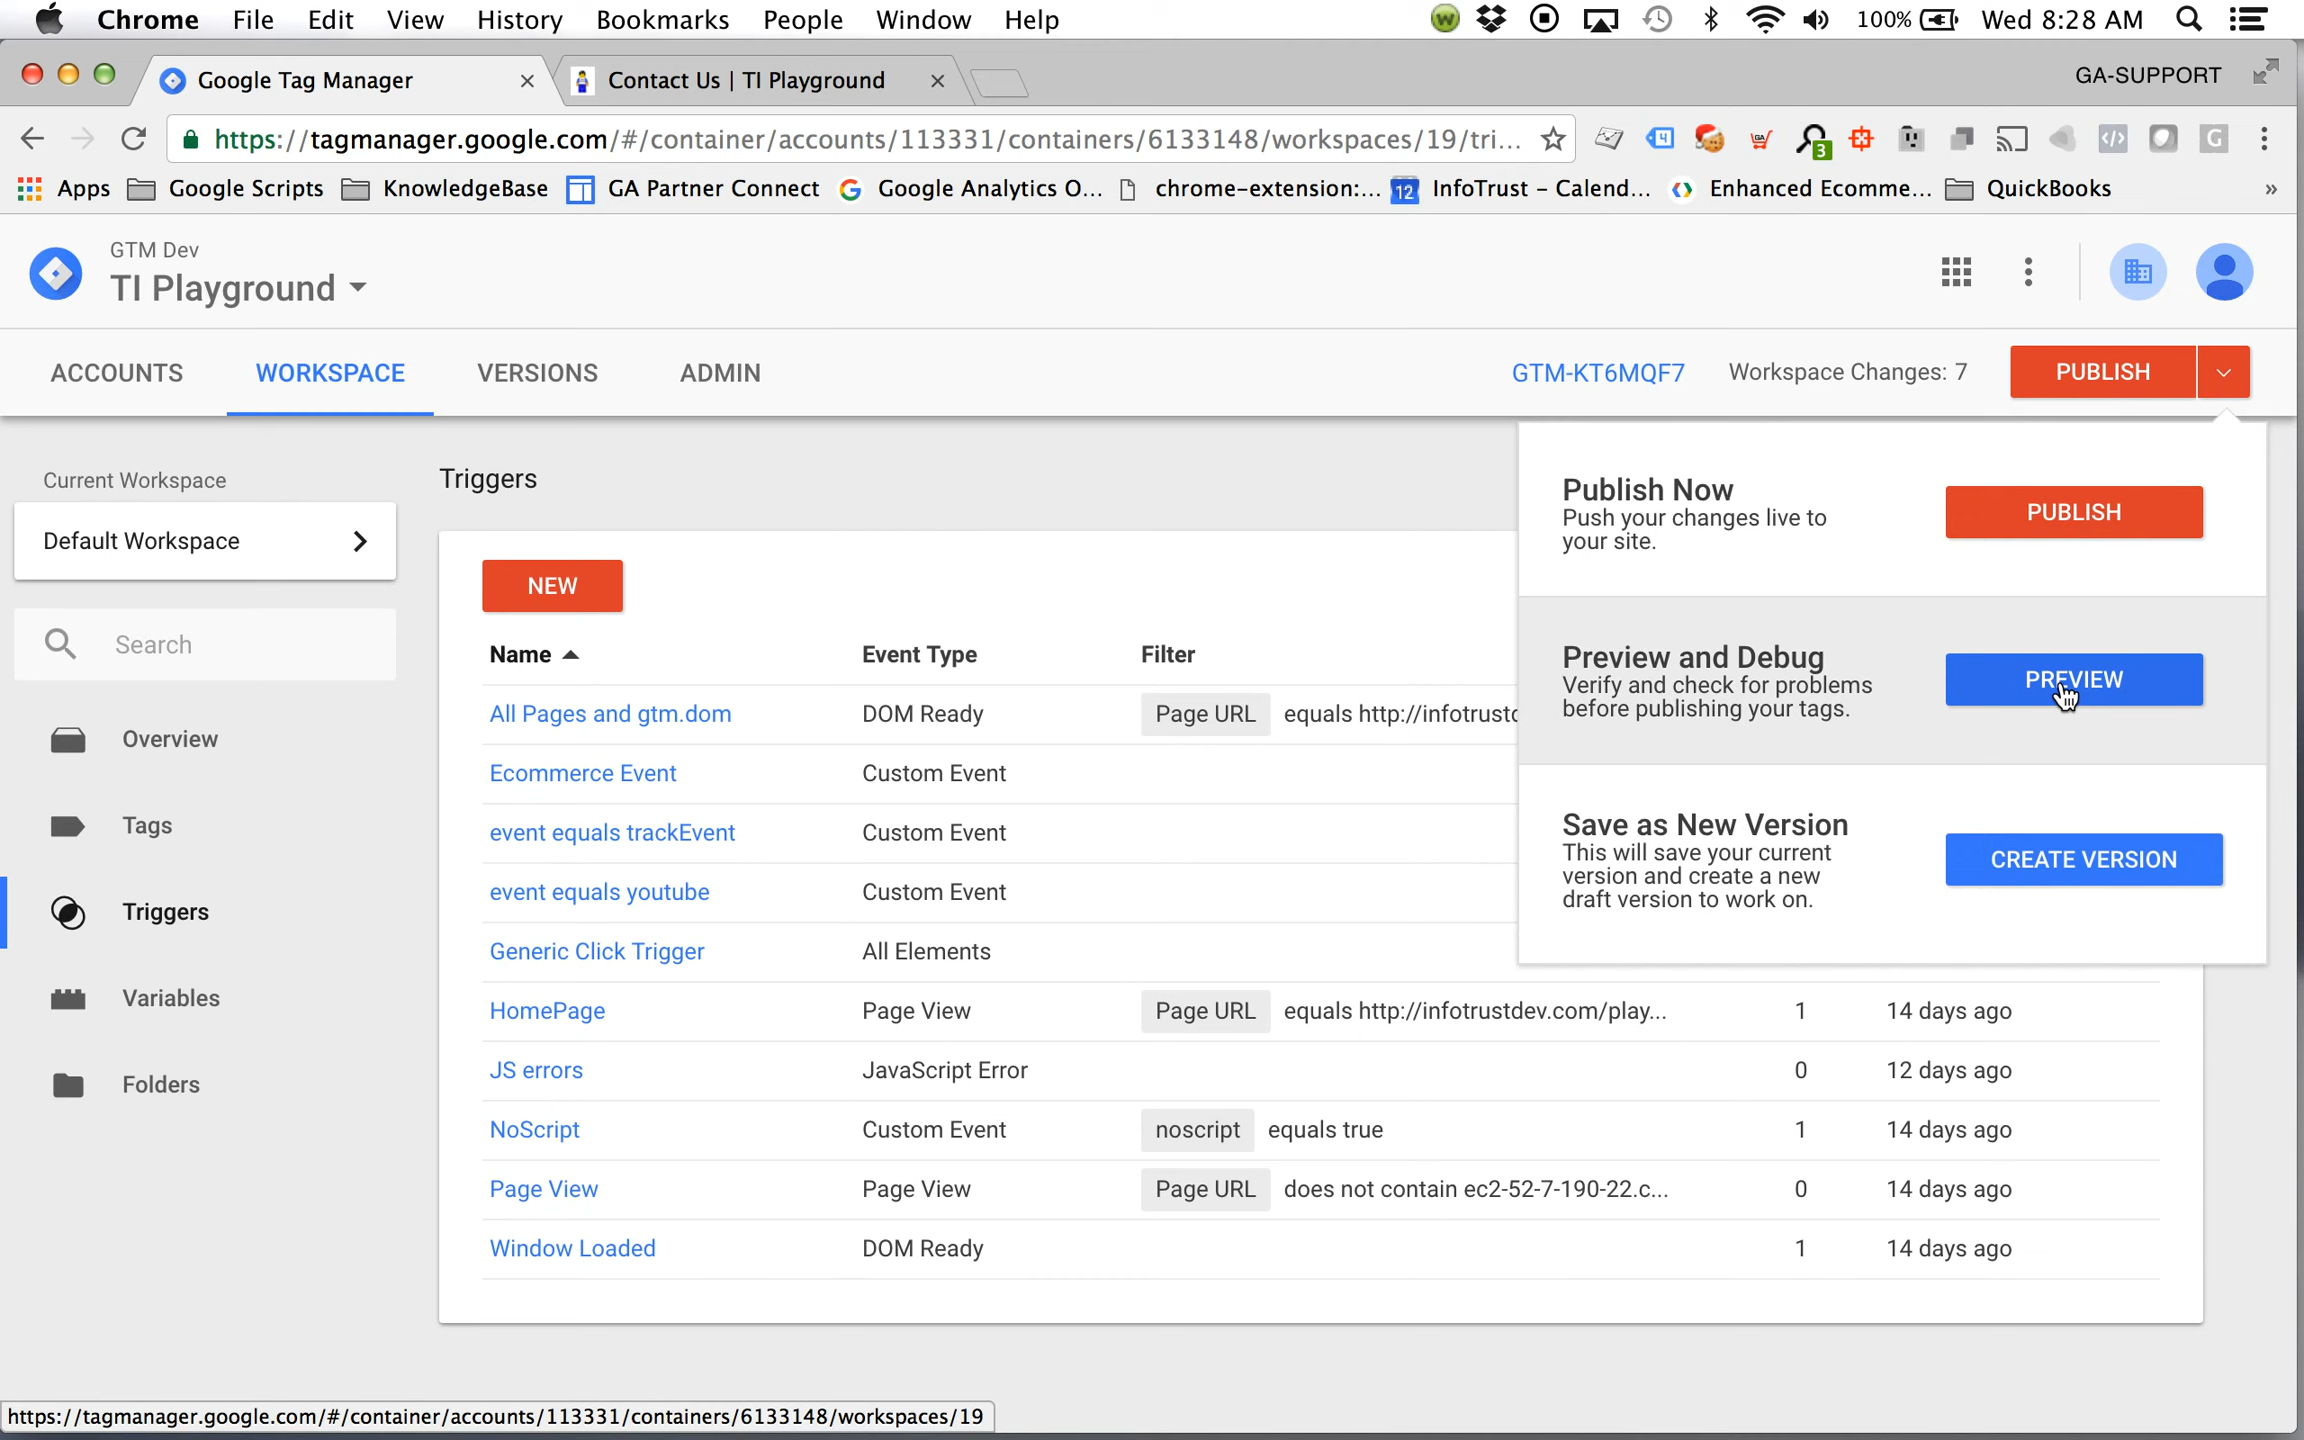 Chrome File Edit View History Bookmarks People Window Help 100% Wed 8:28 AM
Google Tag Manager Contact Us | TI Playground GA-SUPPORT
https://tagmanager.google.com/#/container/accounts/113331/containers/6133148/workspaces/19/tri... 3 G
Apps Google Scripts KnowledgeBase GA Partner Connect Google Analytics O... chrome-extension:... 12 InfoTrust - Calend... Enhanced Ecomme... QuickBooks »
GTM Dev
TI Playground
ACCOUNTS WORKSPACE VERSIONS ADMIN GTM-KT6MQF7 Workspace Changes: 7 PUBLISH
Current Workspace
Default Workspace
Search
Overview
Tags
Triggers
Variables
Folders
Triggers
NEW
Name Event Type Filter
All Pages and gtm.dom DOM Ready Page URL equals http://infotrustd
Ecommerce Event Custom Event
event equals trackEvent Custom Event
event equals youtube Custom Event
Generic Click Trigger All Elements
HomePage Page View Page URL equals http://infotrustdev.com/play... 1 14 days ago
JS errors JavaScript Error 0 12 days ago
NoScript Custom Event noscript equals true 1 14 days ago
Page View Page View Page URL does not contain ec2-52-7-190-22.c... 0 14 days ago
Window Loaded DOM Ready 1 14 days ago
Publish Now
Push your changes live to
your site.
PUBLISH
Preview and Debug
Verify and check for problems
before publishing your tags.
PREVIEW
Save as New Version
This will save your current
version and create a new
draft version to work on.
CREATE VERSION
https://tagmanager.google.com/#/container/accounts/113331/containers/6133148/workspaces/19